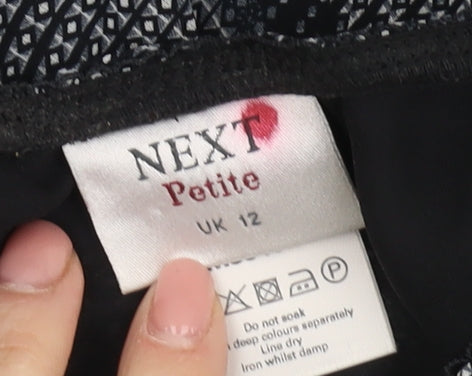 NEXT
Petite
UK 12
P
Do not soak
deep colours separately
Line dry
Iron whilst damp